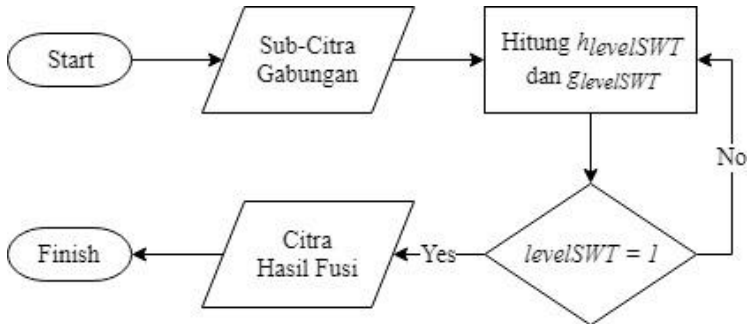 Start
Sub-Citra
Gabungan
Hitung hlevelSWT
dan glevelSWT
No
levelSWT = 1
Yes
Citra
Hasil Fusi
Finish